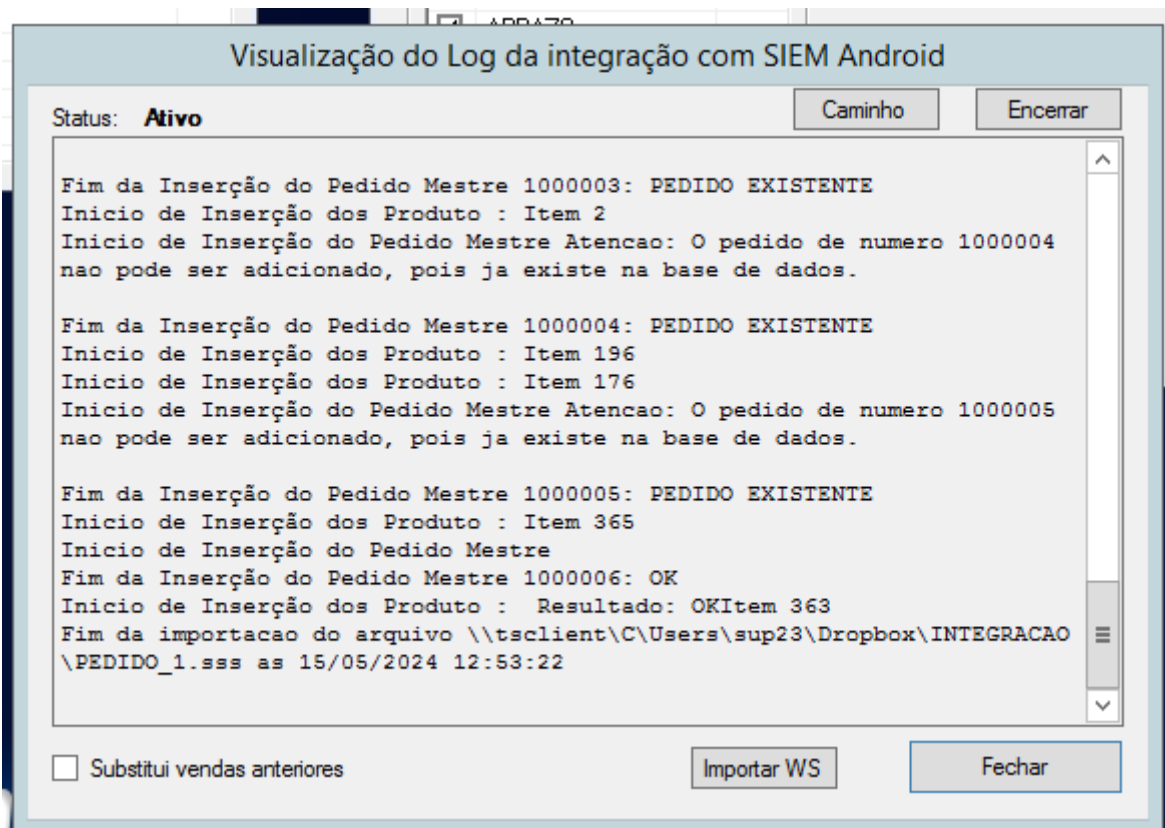 Visualização do Log da integração com SIEM Android
Status: Ativo
Caminho
Encerrar
Fim da Inserção do Pedido Mestre 1000003: PEDIDO EXISTENTE
Inicio de Inserção dos Produto : Item 2
Inicio de Inserção do Pedido Mestre Atencao: O pedido de numero 1000004
nao pode ser adicionado, pois ja existe na base de dados.
Fim da Inserção do Pedido Mestre 1000004: PEDIDO EXISTENTE
Inicio de Inserção dos Produto : Item 196
Inicio de Inserção dos Produto : Item 176
Inicio de Inserção do Pedido Mestre Atencao: O pedido de numero 1000005
nao pode ser adicionado, pois ja existe na base de dados.
Fim da Inserção do Pedido Mestre 1000005: PEDIDO EXISTENTE
Inicio de Inserção dos Produto : Item 365
Inicio de Inserção do Pedido Mestre
Fim da Inserção do Pedido Mestre 1000006: OK
Inicio de Inserção dos Produto :  Resultado: OKItem 363
Fim da importacao do arquivo \\tsclient\C\Users\sup23\Dropbox\INTEGRACAO
\PEDIDO_1.sss as 15/05/2024 12:53:22
Substitui vendas anteriores
Importar WS
Fechar